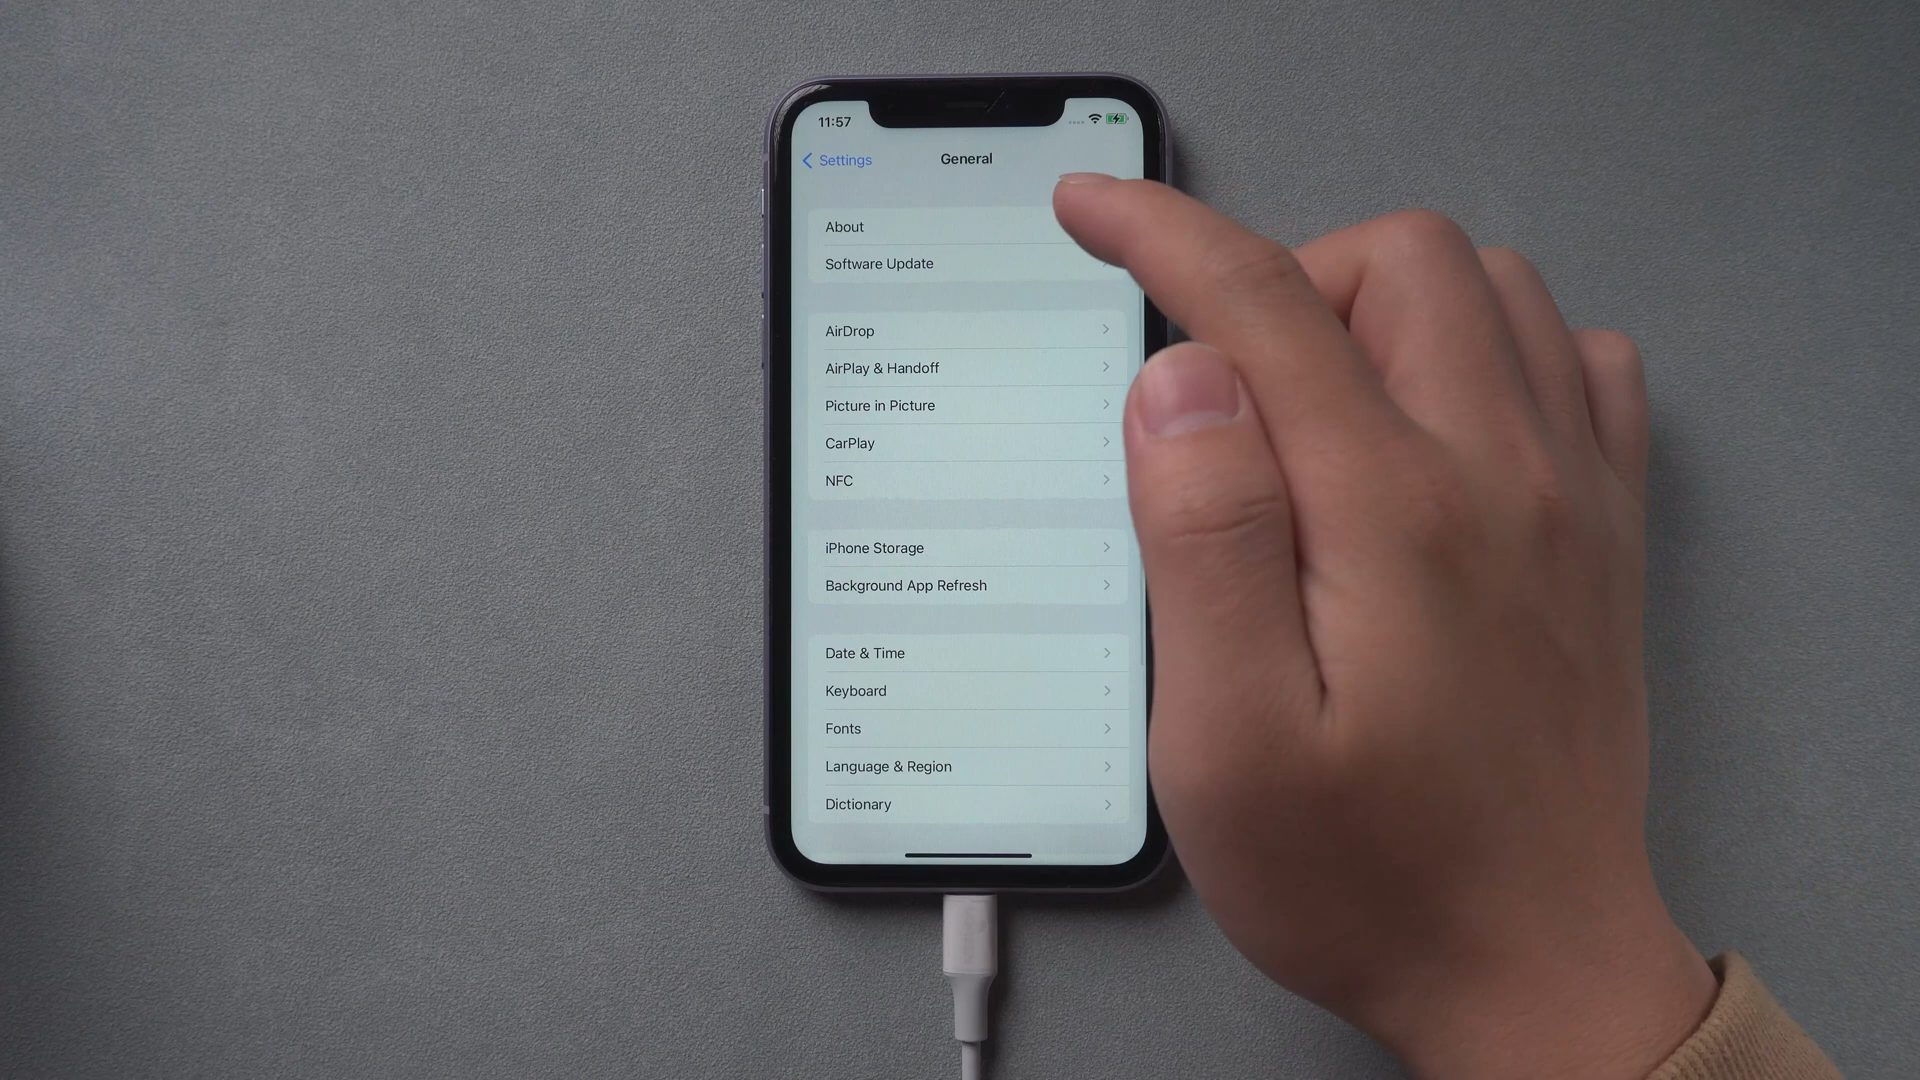 11:57
Settings
General
About
Software Update
AirDrop
AirPlay & Handoff
Picture in Picture
CarPlay
NFC
iPhone Storage
Background App Refresh
Date & Time
Keyboard
Fonts
Language & Region
Dictionary